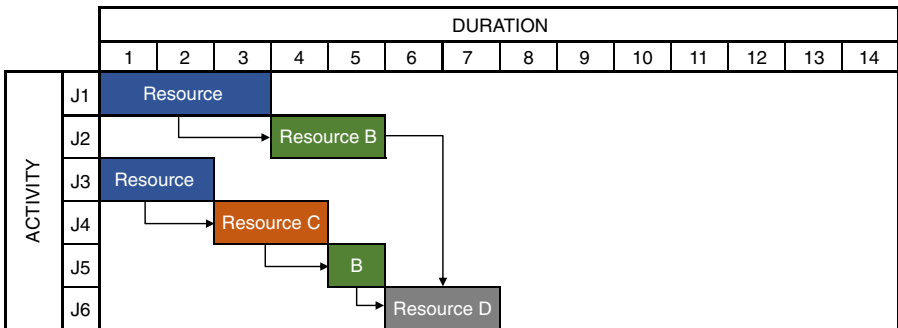 DURATION
1 2 3 4 5 6 7 8 9 10 11 12 13 14
ACTIVITY
J1 Resource
J2 Resource B
J3 Resource
J4 Resource C
J5 B
J6 Resource D